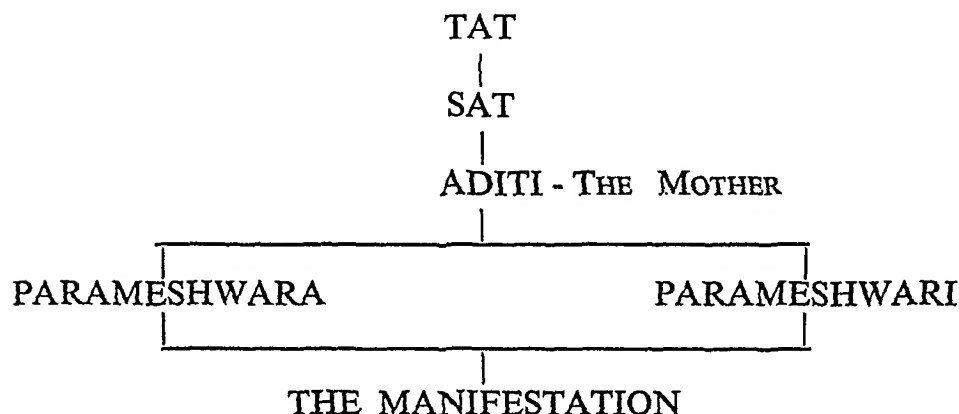 TAT
SAT
ADITI - THE MOTHER
PARAMESHWARA PARAMESHWARI
THE MANIFESTATION